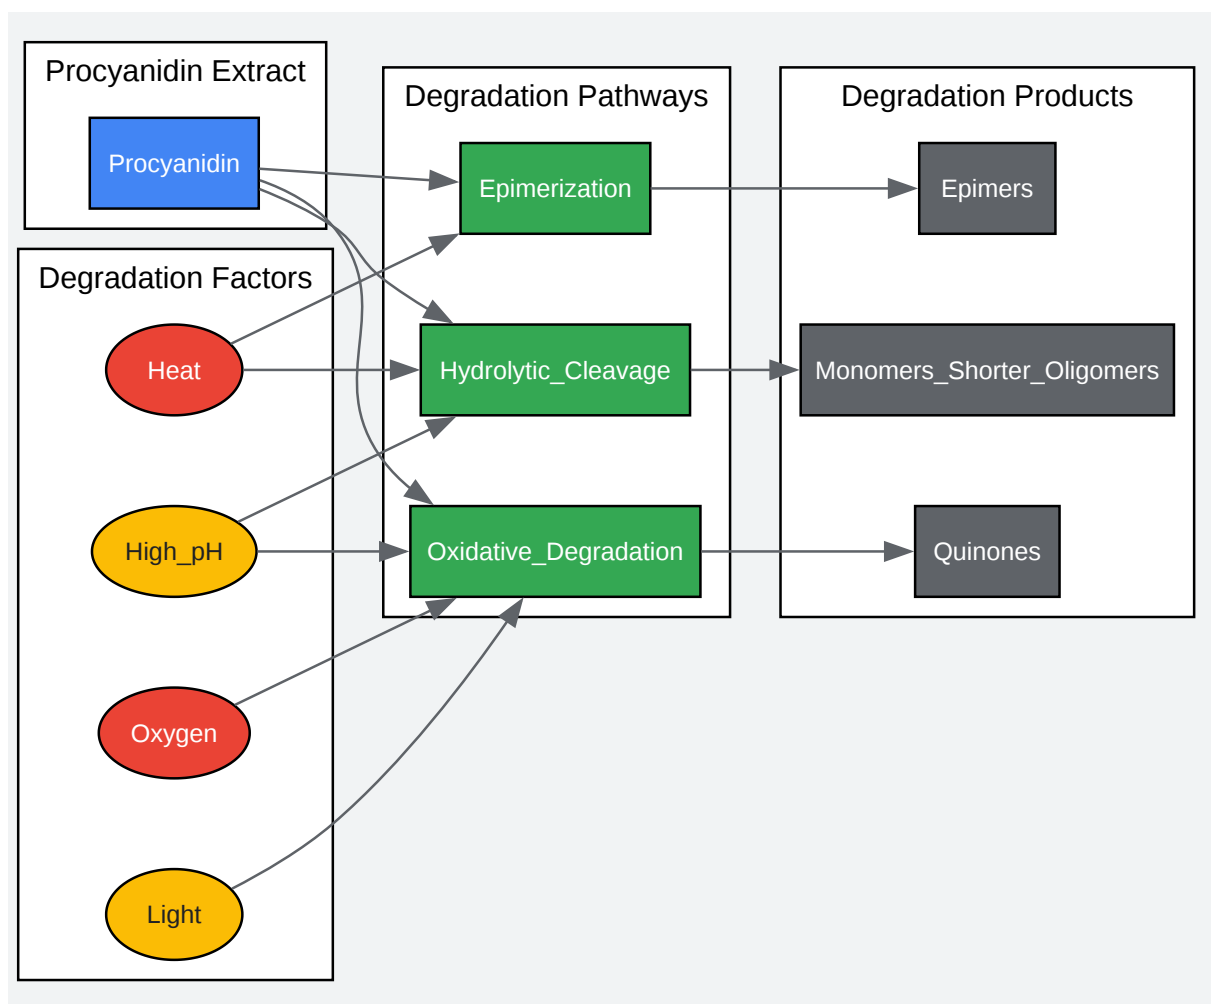 Procyanidin Extract
Procyanidin
Degradation Factors
Heat
High_pH
Oxygen
Light
Degradation Pathways
Epimerization
Hydrolytic_Cleavage
Oxidative_Degradation
Degradation Products
Epimers
Monomers_Shorter_Oligomers
Quinones